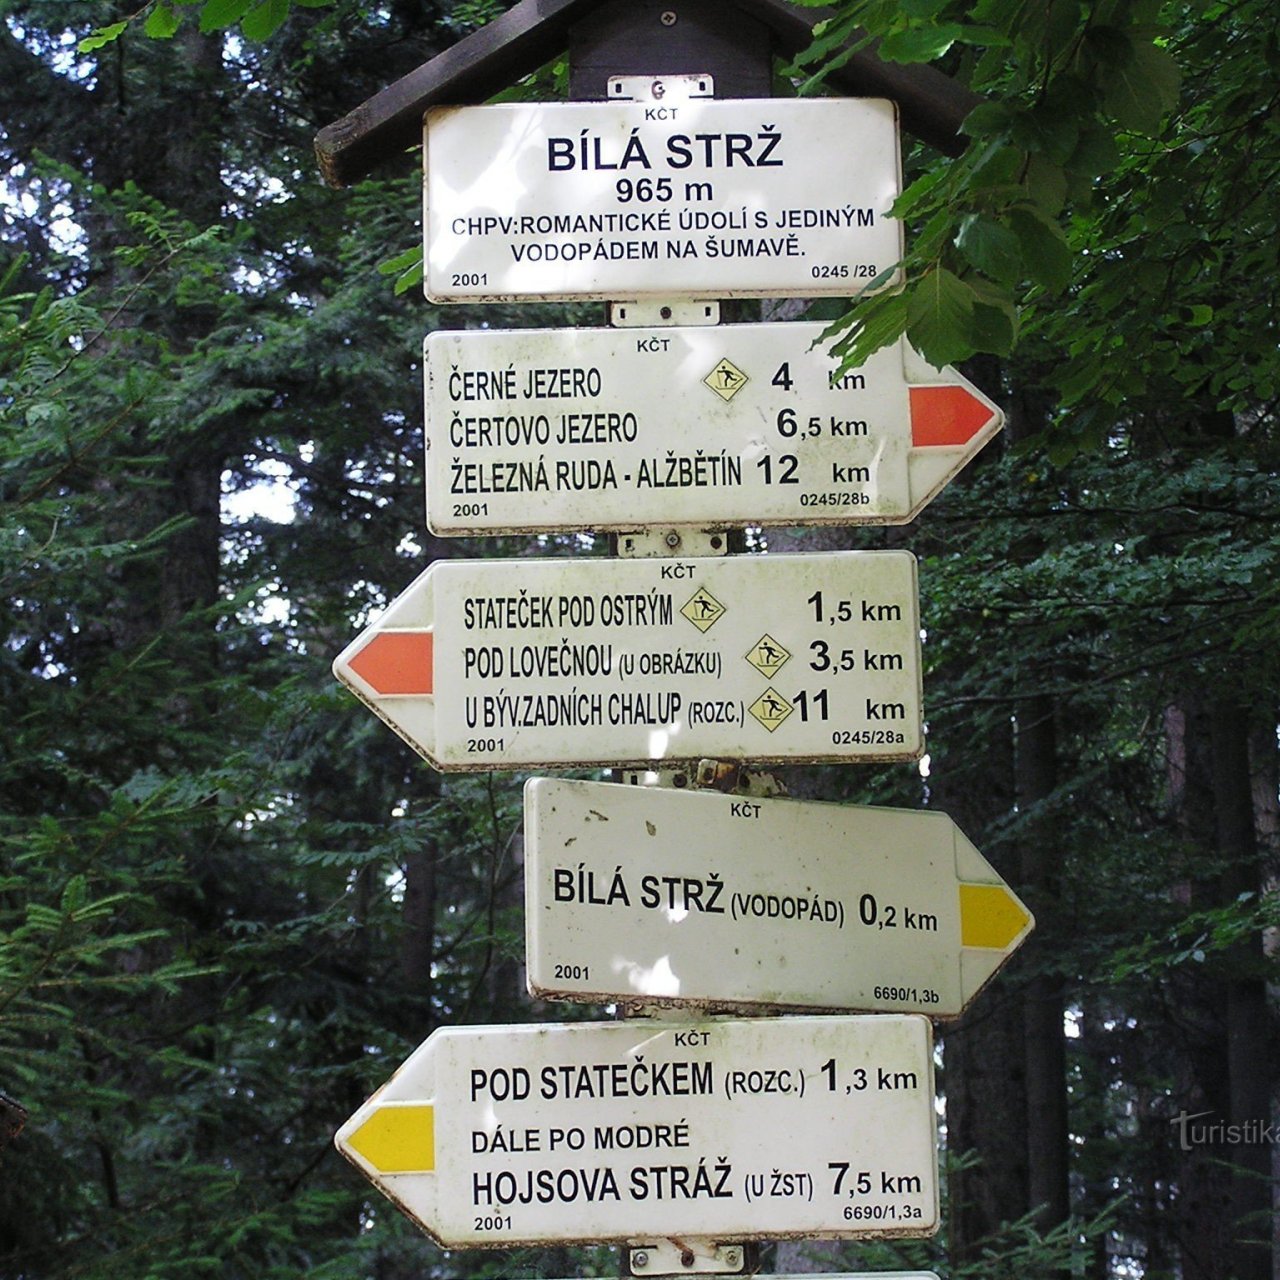 KČT
BÍLÁ STRŽ
965 m
CHPV:ROMANTICKÉ ÚDOLÍ S JEDINÝM
VODOPÁDEM NA ŠUMAVĚ.
2001 0245 /28
KČT
ČERNÉ JEZERO 4 km
ČERTOVO JEZERO 6,5 km
ŽELEZNÁ RUDA - ALŽBĚTÍN 12 km
2001 0245/28b
KČT
STATEČEK POD OSTRÝM 1,5 km
POD LOVEČNOU (U OBRÁZKU) 3,5 km
U BÝV.ZADNÍCH CHALUP (ROZC.) 11 km
2001 0245/28a
KČT
BÍLÁ STRŽ (VODOPÁD) 0,2 km
2001 6690/1,3b
KČT
POD STATEČKEM (ROZC.) 1,3 km
DÁLE PO MODRÉ
HOJSOVA STRÁŽ (U ŽST) 7,5 km
2001 6690/1,3a
Turistika